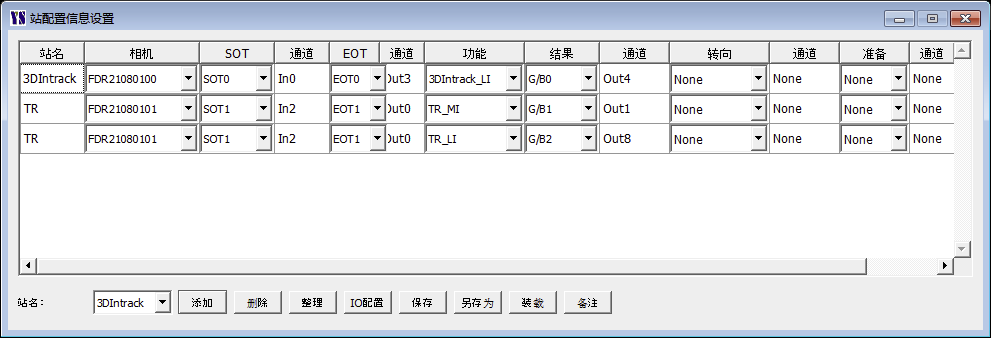 YS 站配置信息设置
站名 相机 SOT 通道 EOT 通道 功能 结果 通道 转向 通道 准备 通道
3DIntrack FDR21080100 SOT0 In0 EOT0 Out3 3DIntrack_LI G/B0 Out4 None None None None
TR FDR21080101 SOT1 In2 EOT1 Out0 TR_MI G/B1 Out1 None None None None
TR FDR21080101 SOT1 In2 EOT1 Out0 TR_LI G/B2 Out8 None None None None
站名: 3DIntrack 添加 删除 整理 IO配置 保存 另存为 装载 备注